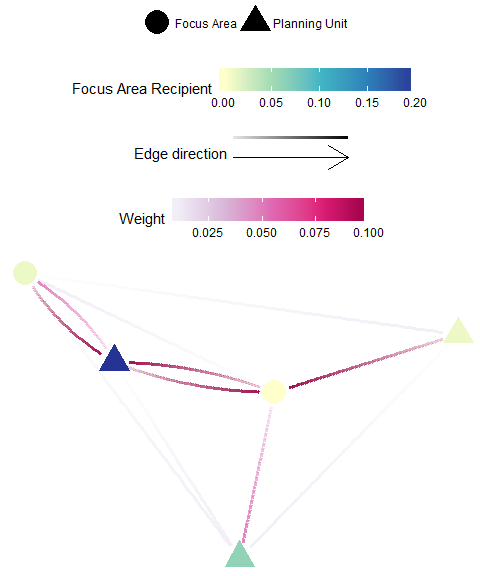 Focus Area Planning Unit
Focus Area Recipient
0.00 0.05 0.10 0.15 0.20
Edge direction
Weight
0.025 0.050 0.075 0.100